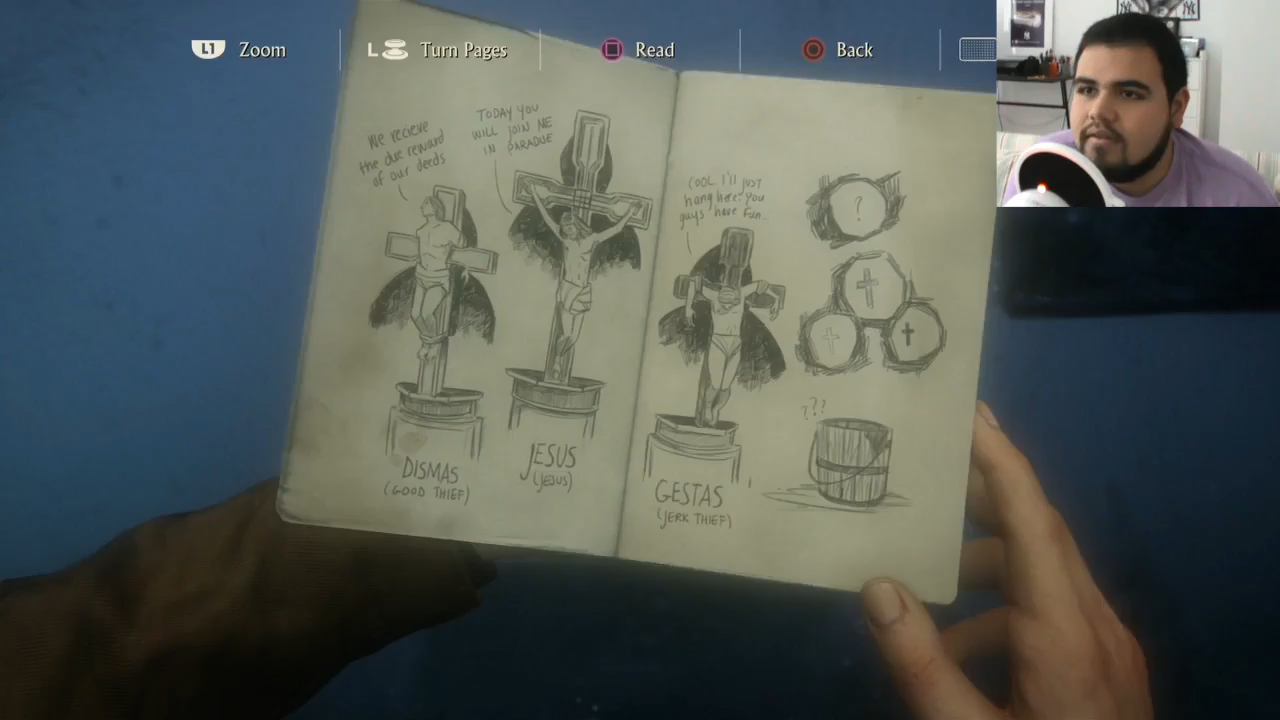 L1 Zoom
L Turn Pages
Read
Back
We recieve
the due reward
of our deeds
TODAY YOU
WILL JOIN ME
IN PARADISE
COOL. I'll JUST
hang here. You
guys have fun..
?
DISMAS
(GOOD THIEF)
JESUS
(JESUS)
GESTAS
(JERK THIEF)
???